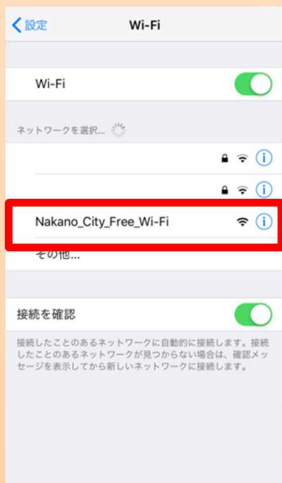 設定
Wi-Fi
Wi-Fi
ネットワークを選択...
Nakano_City_Free_Wi-Fi
その他...
接続を確認
接続したことのあるネットワークに自動的に接続します。接続
したことのあるネットワークが見つからない場合は、確認メッ
セージを表示してから新しいネットワークに接続します。